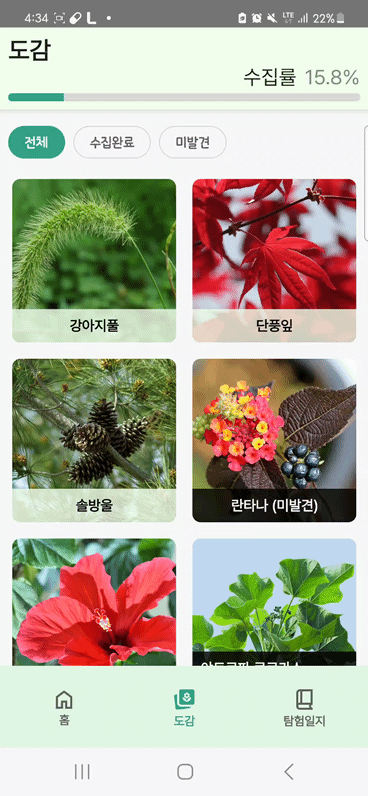 4:34
LTE
22%
도감
수집률 15.8%
전체
수집완료
미발견
강아지풀
단풍잎
솔방울
란타나 (미발견)
홈
도감
탐험일지